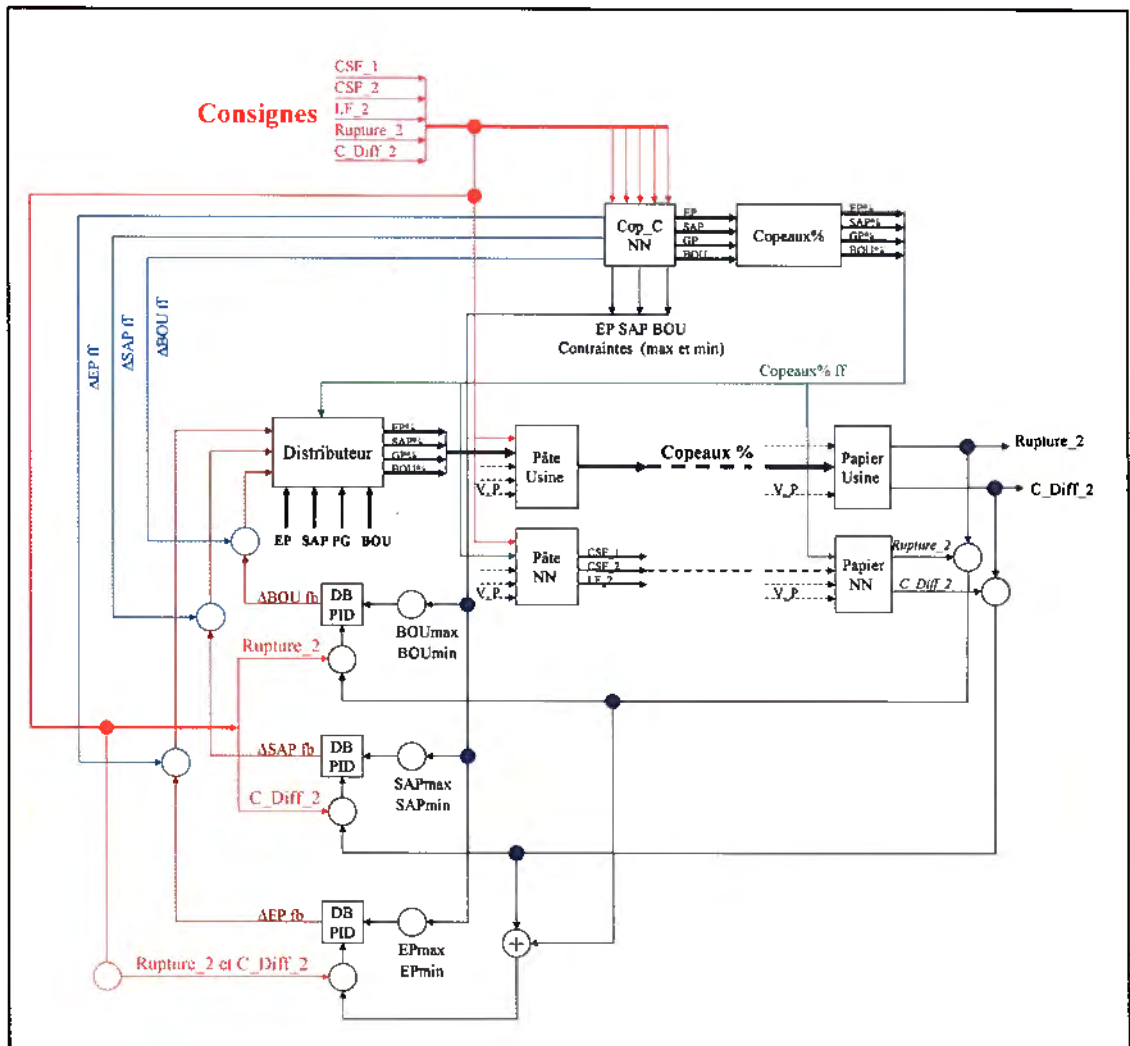 CSF_1
CSF_2
LF_2
Rupture_2
C_Diff_2
Consignes
Cop_C
NN
EP
SAP
GP
BOU
Copeaux%
EP%
SAP%
GP%
BOU%
EP SAP BOU
Contraintes (max et min)
ΔEP ff
ΔSAP ff
ΔBOU ff
Copeaux% ff
Distributeur
EP%
SAP%
GP%
BOU%
EP SAP PG BOU
Pâte
Usine
V_P
Copeaux %
Papier
Usine
V_P
Rupture_2
C_Diff_2
Pâte
NN
V_P
CSF_1
CSF_2
LF_2
Papier
NN
V_P
Rupture_2
C_Diff_2
ΔBOU fb
DB
PID
BOUmax
BOUmin
Rupture_2
ΔSAP fb
DB
PID
SAPmax
SAPmin
C_Diff_2
ΔEP fb
DB
PID
EPmax
EPmin
Rupture_2 et C_Diff_2
+